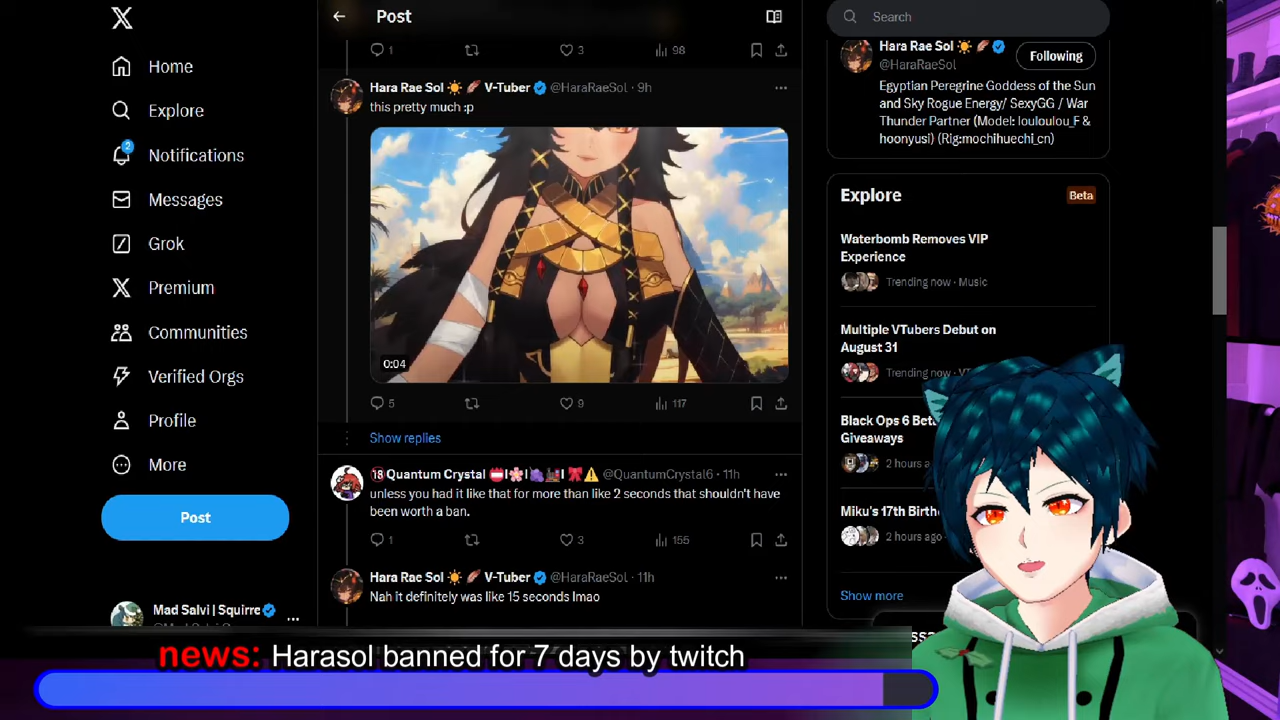 Home
Explore
2
Notifications
Messages
Grok
Premium
Communities
Verified Orgs
Profile
More
Post
Mad Salvi | Squirre
...
Post
1
3
98
Hara Rae Sol V-Tuber @HaraRaeSol · 9h
this pretty much :p
0:04
5
9
117
Show replies
Quantum Crystal @QuantumCrystal6 · 11h
unless you had it like that for more than like 2 seconds that shouldn't have
been worth a ban.
1
3
155
Hara Rae Sol V-Tuber @HaraRaeSol · 11h
Nah it definitely was like 15 seconds lmao
Search
Hara Rae Sol
@HaraRaeSol
Following
Egyptian Peregrine Goddess of the Sun
and Sky Rogue Energy/ SexyGG / War
Thunder Partner (Model: louloulou_F &
hoonyusi) (Rig:mochihuechi_cn)
Explore
Beta
Waterbomb Removes VIP
Experience
Trending now · Music
Multiple VTubers Debut on
August 31
Trending now
Black Ops 6 Beta
Giveaways
2 hours a
Miku's 17th Birth
2 hours ago
Show more
news: Harasol banned for 7 days by twitch